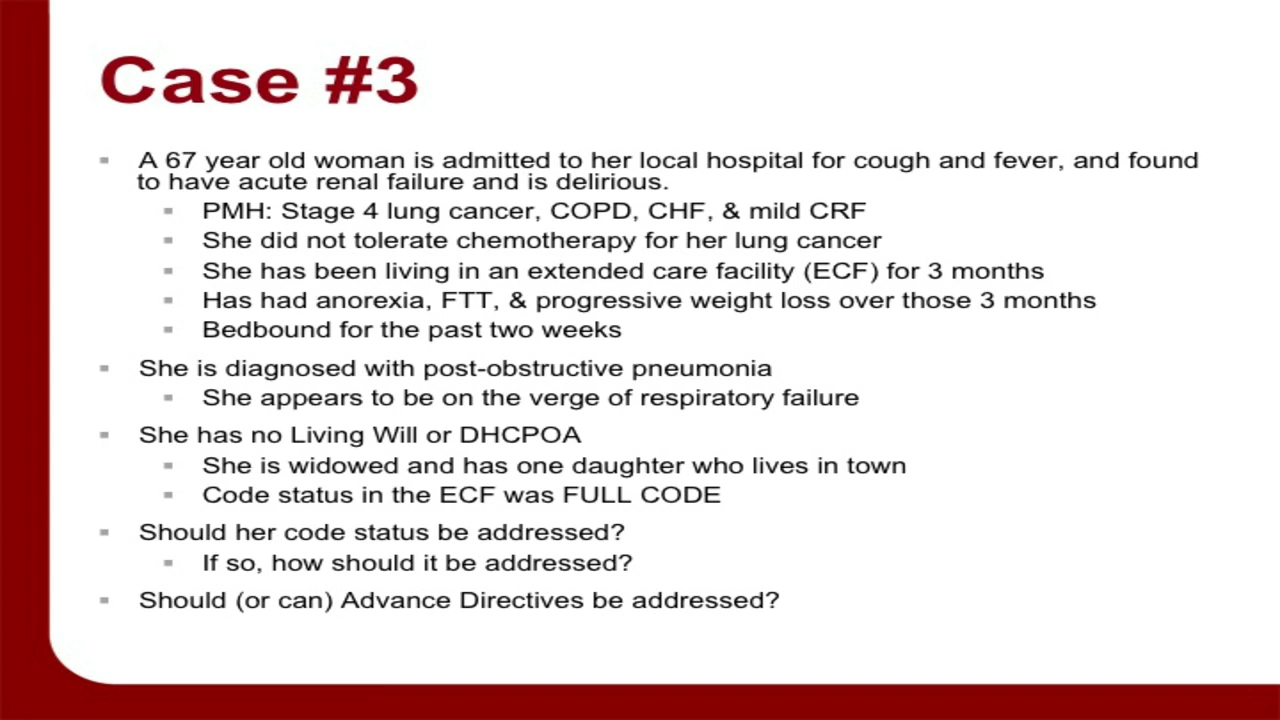 Case #3
A 67 year old woman is admitted to her local hospital for cough and fever, and found
to have acute renal failure and is delirious.
PMH: Stage 4 lung cancer, COPD, CHF, & mild CRF
She did not tolerate chemotherapy for her lung cancer
She has been living in an extended care facility (ECF) for 3 months
Has had anorexia, FTT, & progressive weight loss over those 3 months
Bedbound for the past two weeks
She is diagnosed with post-obstructive pneumonia
She appears to be on the verge of respiratory failure
She has no Living Will or DHCPOA
She is widowed and has one daughter who lives in town
Code status in the ECF was FULL CODE
Should her code status be addressed?
If so, how should it be addressed?
Should (or can) Advance Directives be addressed?